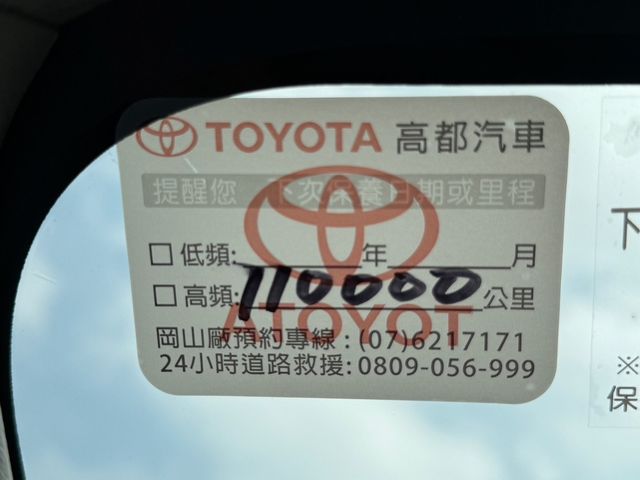 TOYOTA 高都汽車
提醒您 下次保養日期或里程
□低頻: 年 月
□高頻: 110000 公里
岡山廠預約專線:(07)6217171
24小時道路救援:0809-056-999
下
※
保